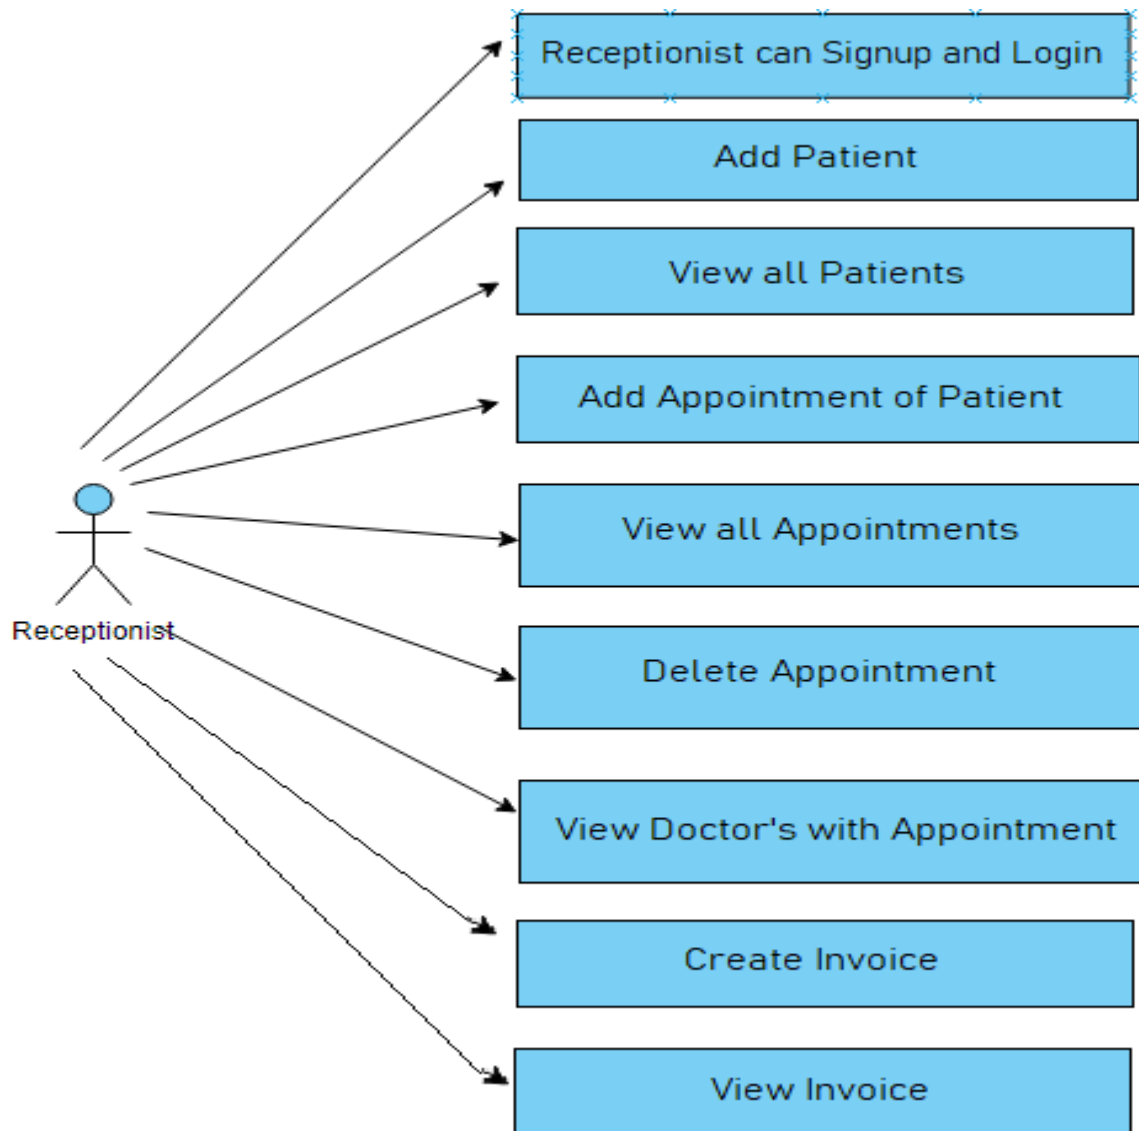 Receptionist can Signup and Login
Add Patient
View all Patients
Add Appointment of Patient
View all Appointments
Receptionist
Delete Appointment
View Doctor's with Appointment
Create Invoice
View Invoice